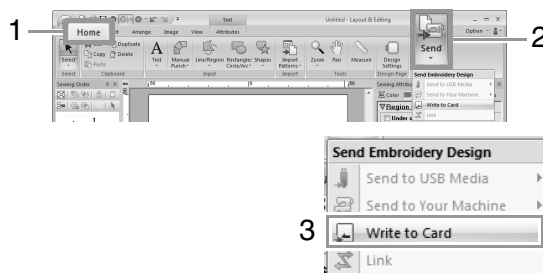 Text
Untitled - Layout & Editing
1
Home
Arrange
Image
View
Attributes
Option
2
Send
Select
Copy
Duplicate
Delete
Paste
Text
Manual Punch
Line/Region
Rectangle/ Circle/Arc
Shapes
Import Patterns
Zoom
Pan
Measure
Design Settings
Select
Clipboard
Input
Import
Tools
Design Page
Send Embroidery Design
Send to USB Media
Send to Your Machine
Write to Card
Link
Sewing Order
Sewing Attribu
Color
Region
Under
Send Embroidery Design
Send to USB Media
Send to Your Machine
3
Write to Card
Link